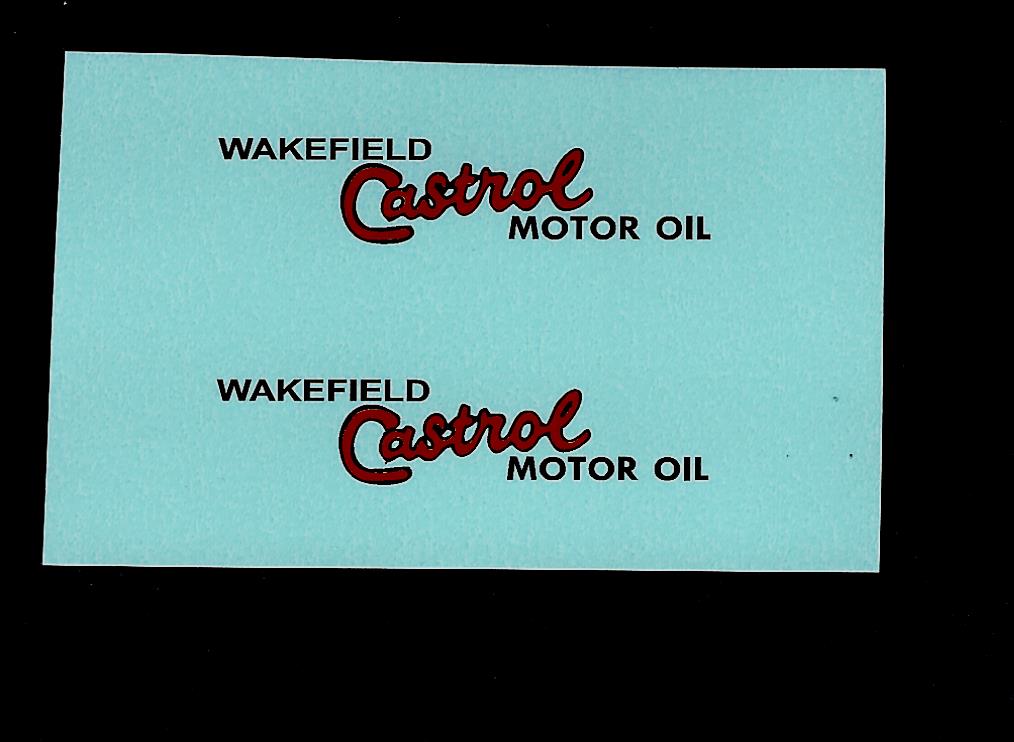 WAKEFIELD
Castrol
MOTOR OIL
WAKEFIELD
Castrol
MOTOR OIL